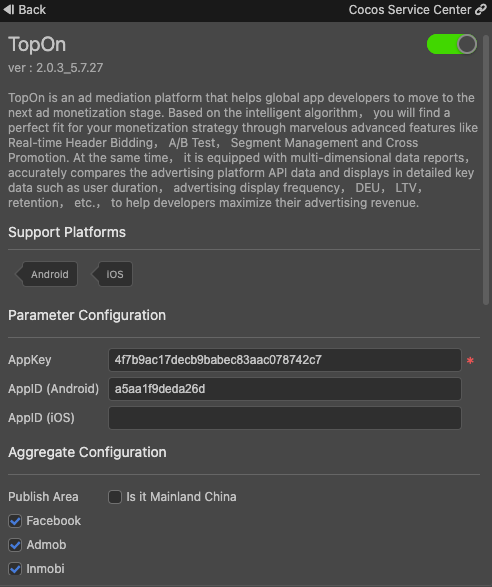 Back
Cocos Service Center
TopOn
ver : 2.0.3_5.7.27
TopOn is an ad mediation platform that helps global app developers to move to the
next ad monetization stage. Based on the intelligent algorithm， you will find a
perfect fit for your monetization strategy through marvelous advanced features like
Real-time Header Bidding， A/B Test， Segment Management and Cross
Promotion. At the same time， it is equipped with multi-dimensional data reports，
accurately compares the advertising platform API data and displays in detailed key
data such as user duration， advertising display frequency， DEU， LTV，
retention， etc.， to help developers maximize their advertising revenue.
Support Platforms
Android
iOS
Parameter Configuration
AppKey 4f7b9ac17decb9babec83aac078742c7 *
AppID (Android) a5aa1f9deda26d
AppID (iOS)
Aggregate Configuration
Publish Area Is it Mainland China
Facebook
Admob
Inmobi